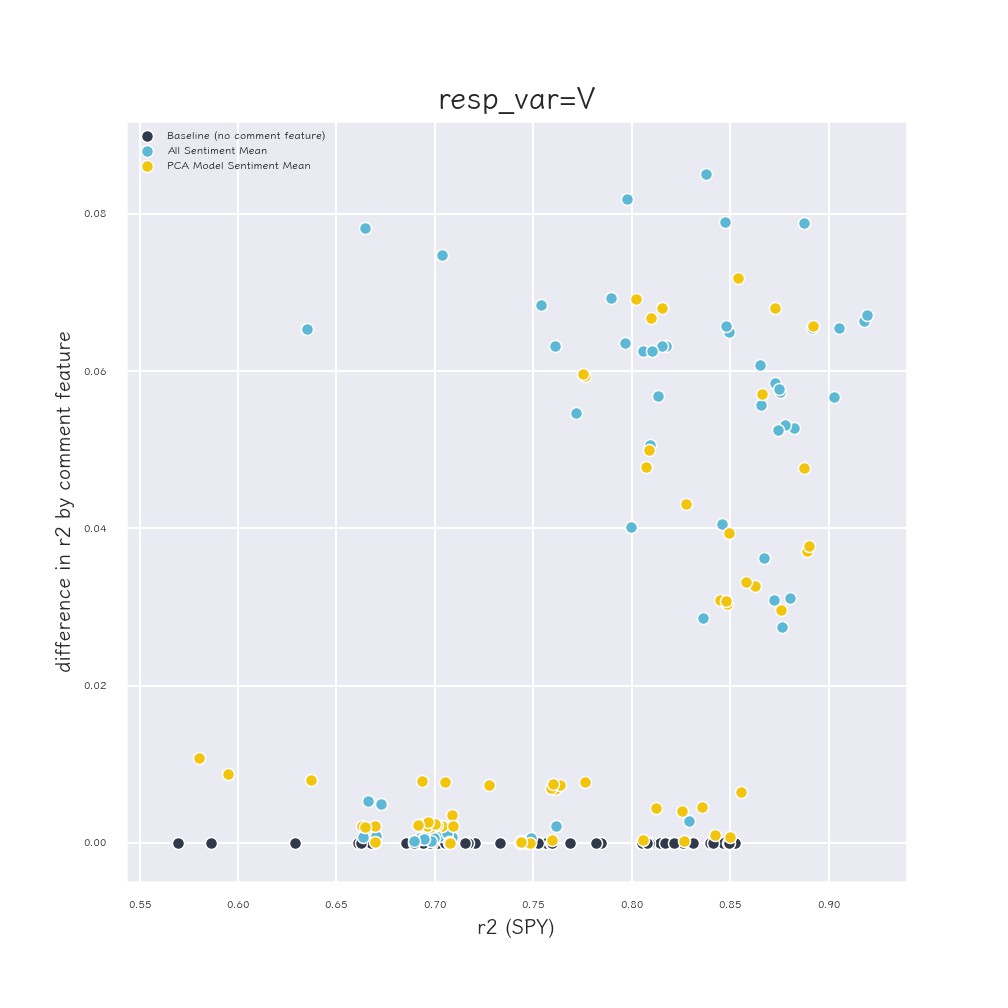 resp_var=V
Baseline (no comment feature)
All Sentiment Mean
PCA Model Sentiment Mean
difference in r2 by comment feature
0.08
0.06
0.04
0.02
0.00
0.55 0.60 0.65 0.70 0.75 0.80 0.85 0.90
r2 (SPY)